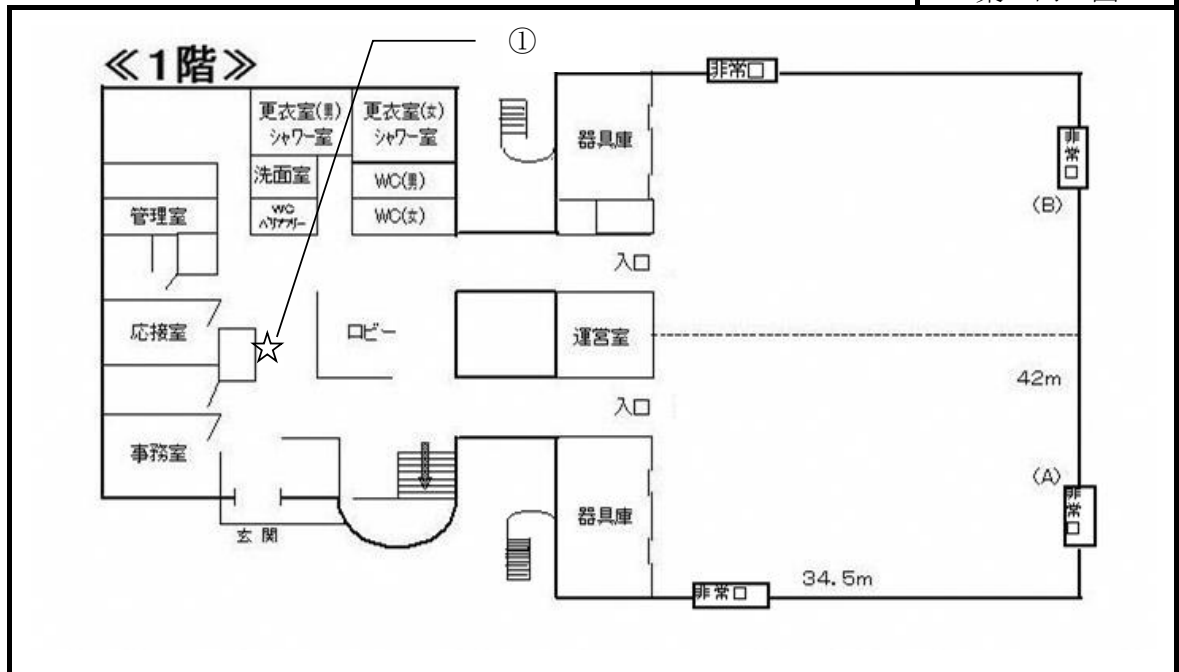 ①
≪1階≫
更衣室(男)
シャワー室
更衣室(女)
シャワー室
器具庫
非常口
非常口
洗面室
WC(男)
管理室
WC
バリアフリー
WC(女)
(B)
入口
応接室
ロビー
運営室
42m
入口
事務室
(A)
非常口
器具庫
玄関
34.5m
非常口